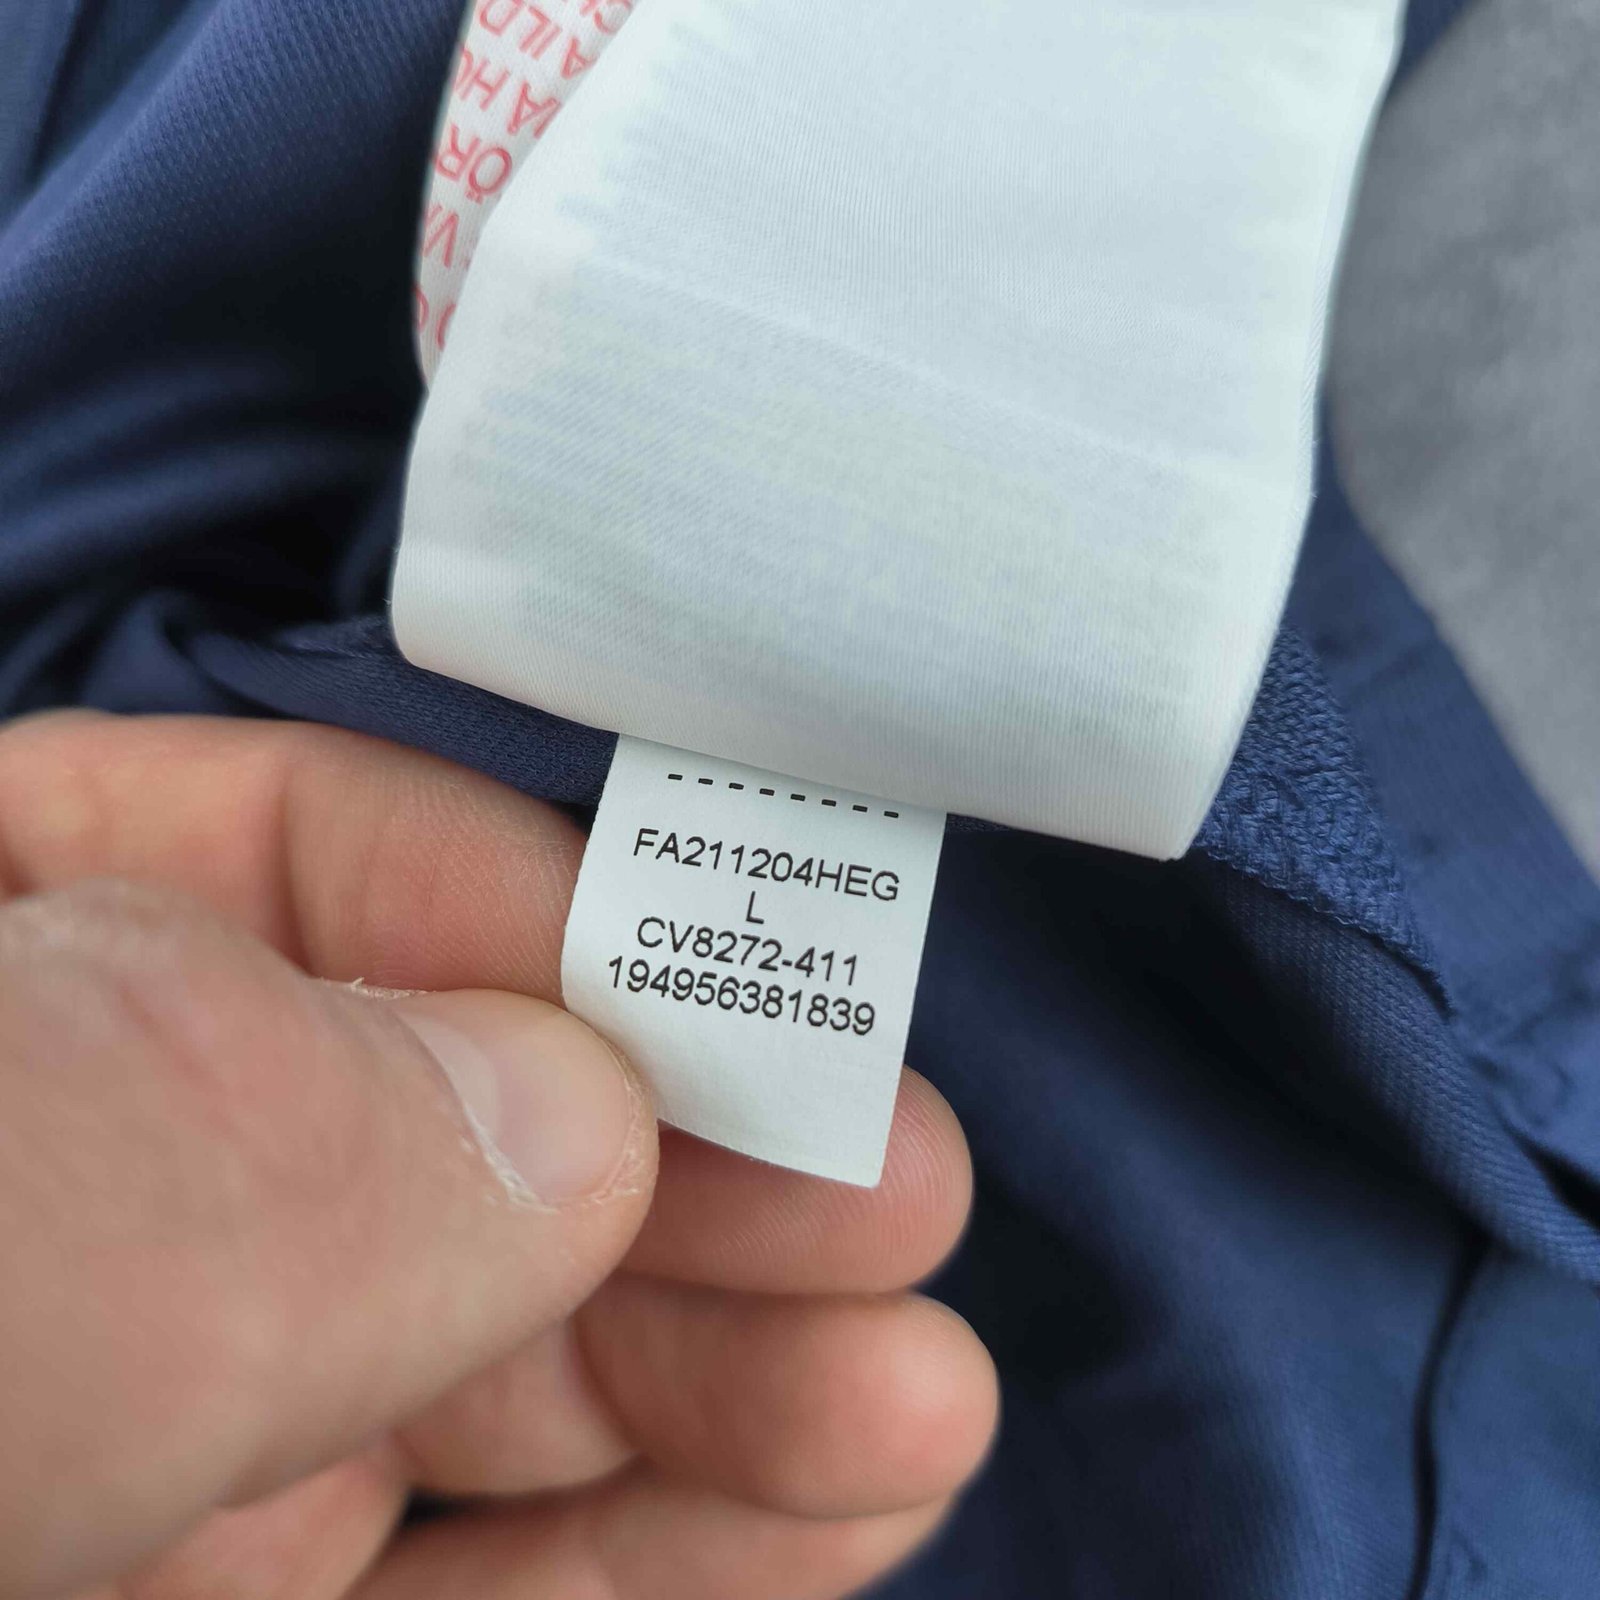 --------
FA211204HEG
L
CV8272-411
194956381839